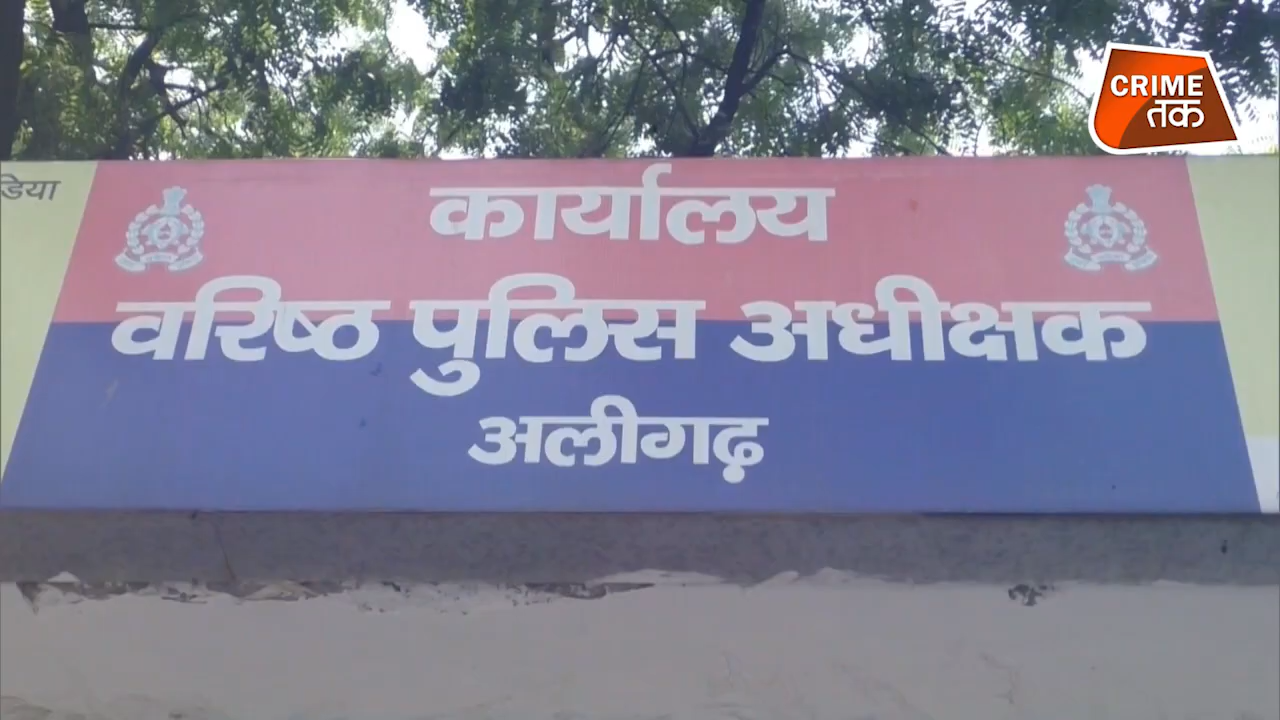 CRIME
तक
डिया
कार्यालय
वरिष्ठ पुलिस अधीक्षक
अलीगढ़